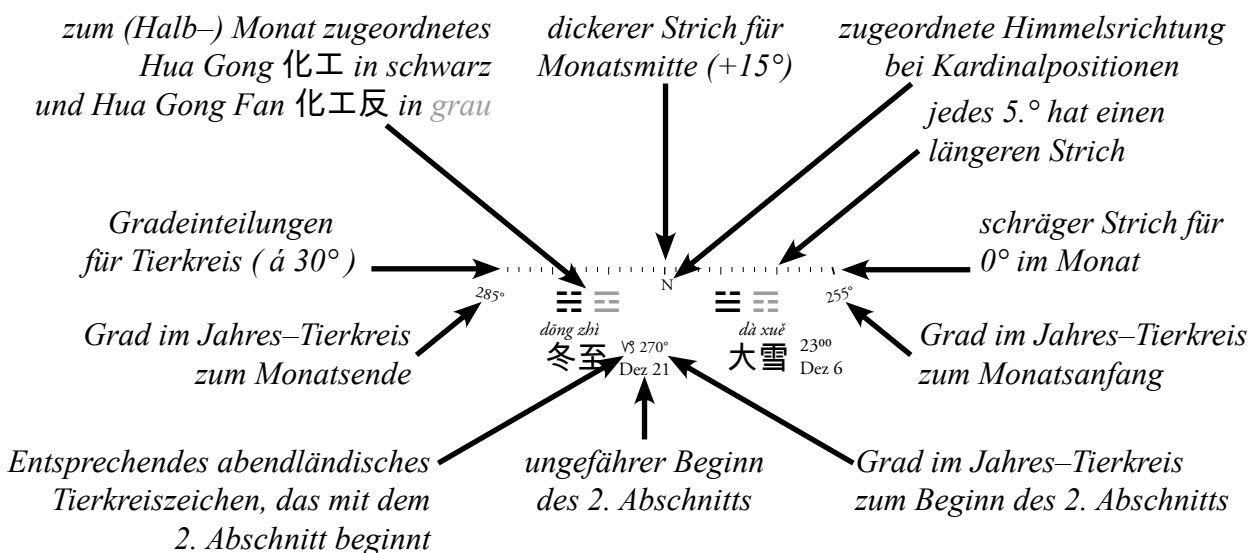 zum (Halb–) Monat zugeordnetes
Hua Gong 化工 in schwarz
und Hua Gong Fan 化工反 in grau
dickerer Strich für
Monatsmitte (+15°)
zugeordnete Himmelsrichtung
bei Kardinalpositionen
jedes 5.° hat einen
längeren Strich
Gradeinteilungen
für Tierkreis ( á 30° )
schräger Strich für
0° im Monat
N
285°
255°
Grad im Jahres–Tierkreis
zum Monatsende
dōng zhì
冬至
♑ 270°
Dez 21
dà xuě
大雪
23⁰⁰
Dez 6
Grad im Jahres–Tierkreis
zum Monatsanfang
Entsprechendes abendländisches
Tierkreiszeichen, das mit dem
2. Abschnitt beginnt
ungefährer Beginn
des 2. Abschnitts
Grad im Jahres–Tierkreis
zum Beginn des 2. Abschnitts